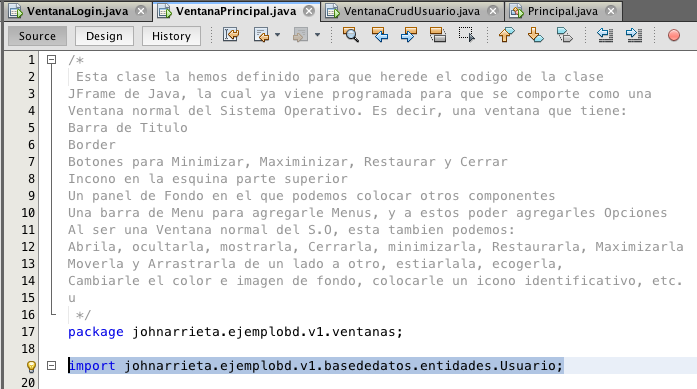 VentanaLogin.java VentanaPrincipal.java VentanaCrudUsuario.java Principal.java
Source Design History
1 /*
2 Esta clase la hemos definido para que herede el codigo de la clase
3 JFrame de Java, la cual ya viene programada para que se comporte como una
4 Ventana normal del Sistema Operativo. Es decir, una ventana que tiene:
5 Barra de Titulo
6 Border
7 Botones para Minimizar, Maximinizar, Restaurar y Cerrar
8 Incono en la esquina parte superior
9 Un panel de Fondo en el que podemos colocar otros componentes
10 Una barra de Menu para agregarle Menus, y a estos poder agregarles Opciones
11 Al ser una Ventana normal del S.O, esta tambien podemos:
12 Abrila, ocultarla, mostrarla, Cerrarla, minimizarla, Restaurarla, Maximizarla
13 Moverla y Arrastrarla de un lado a otro, estiarlala, ecogerla,
14 Cambiarle el color e imagen de fondo, colocarle un icono identificativo, etc.
15 u
16 */
17 package johnarrieta.ejemplobd.v1.ventanas;
18
import johnarrieta.ejemplobd.v1.basededatos.entidades.Usuario;
20